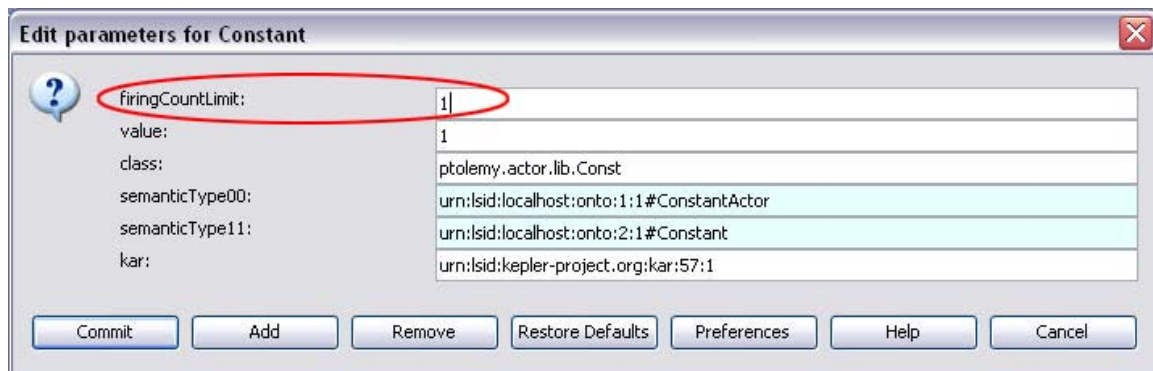 Edit parameters for Constant
?
firingCountLimit: 1
value: 1
class: ptolemy.actor.lib.Const
semanticType00: urn:lsid:localhost:onto:1:1#ConstantActor
semanticType11: urn:lsid:localhost:onto:2:1#Constant
kar: urn:lsid:kepler-project.org:kar:57:1
Commit Add Remove Restore Defaults Preferences Help Cancel